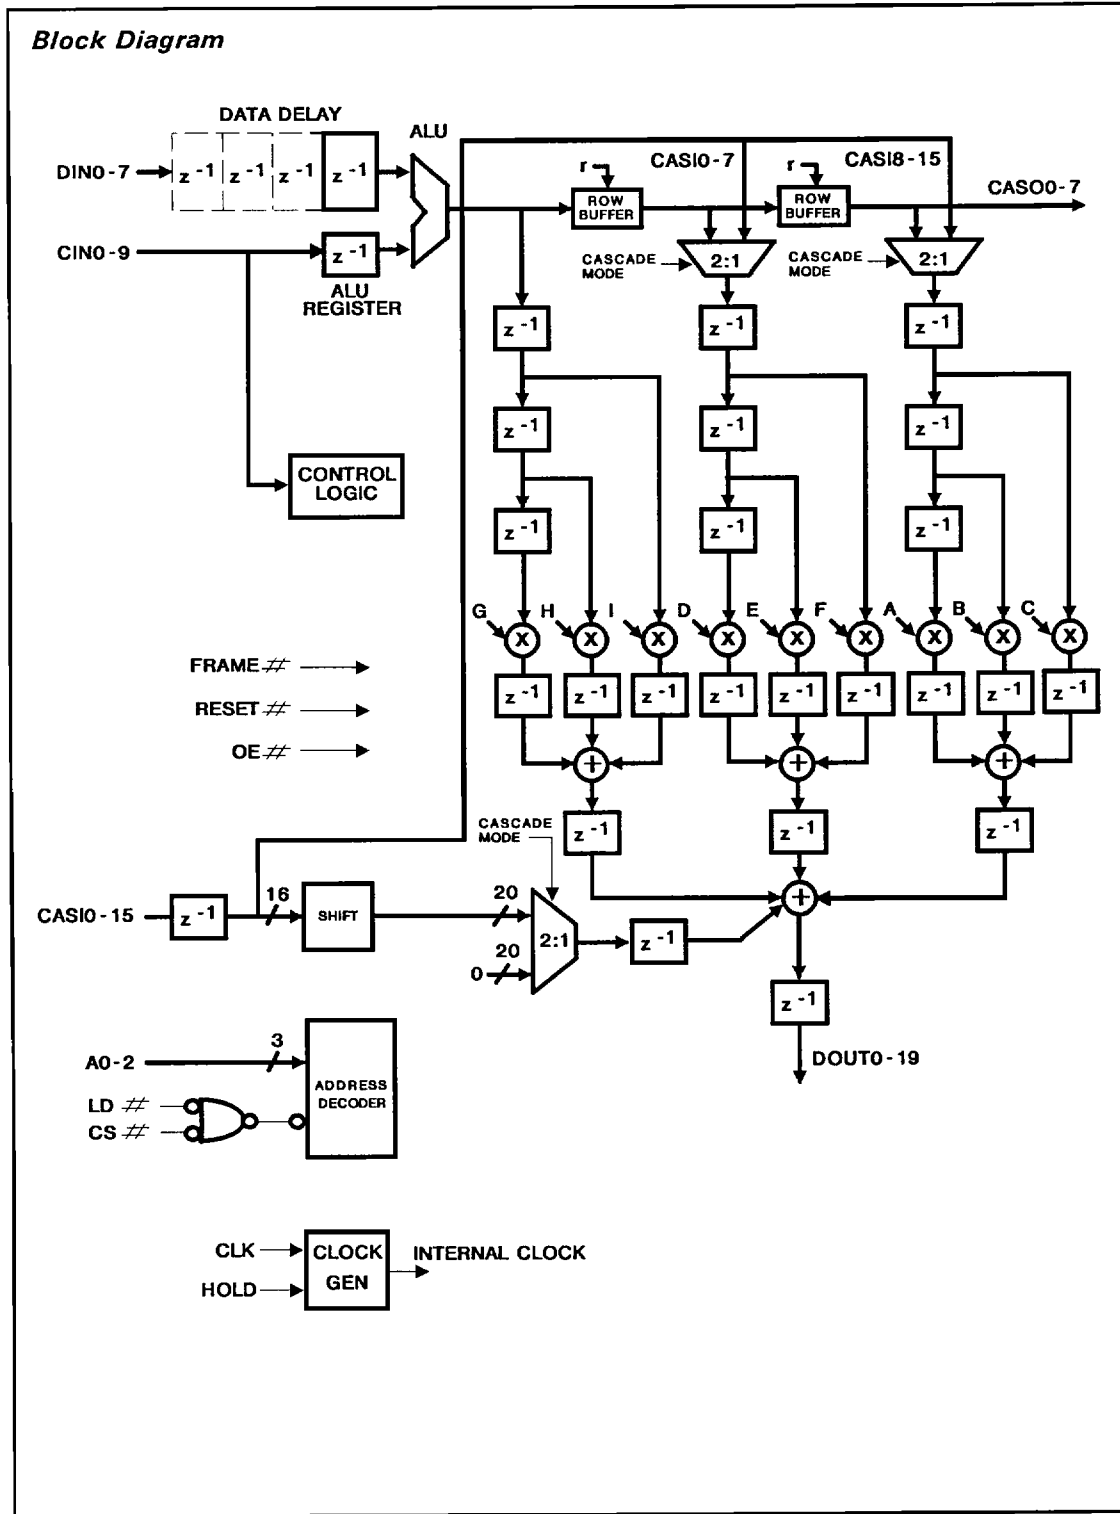 Block Diagram
DATA DELAY
ALU
DIN0-7
z -1
z -1
z -1
z -1
r
CASI0-7
r
CASI8-15
CASO0-7
ROW BUFFER
ROW BUFFER
CIN0-9
z -1
ALU REGISTER
CASCADE MODE
2:1
CASCADE MODE
2:1
z -1
z -1
z -1
z -1
z -1
z -1
CONTROL LOGIC
z -1
z -1
z -1
G
H
I
D
E
F
A
B
C
X
X
X
X
X
X
X
X
X
FRAME #
z -1
z -1
z -1
z -1
z -1
z -1
z -1
z -1
z -1
RESET #
OE #
+
+
+
CASCADE MODE
z -1
z -1
z -1
CASI0-15
z -1
16
SHIFT
20
2:1
z -1
+
0
20
z -1
DOUT0-19
A0-2
3
ADDRESS DECODER
LD #
CS #
CLK
HOLD
CLOCK GEN
INTERNAL CLOCK